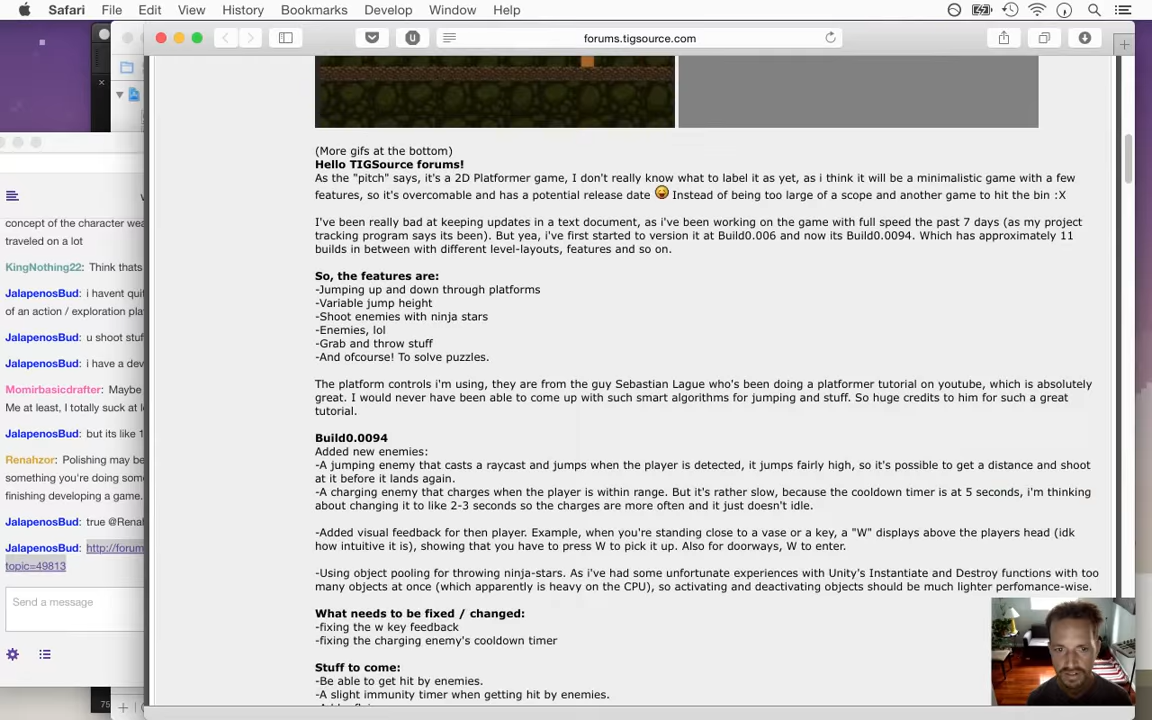 Safari File Edit View History Bookmarks Develop Window Help
forums.tigsource.com
(More gifs at the bottom)
Hello TIGSource forums!
As the "pitch" says, it's a 2D Platformer game, I don't really know what to label it as yet, as i think it will be a minimalistic game with a few
features, so it's overcomable and has a potential release date Instead of being too large of a scope and another game to hit the bin :X
I've been really bad at keeping updates in a text document, as i've been working on the game with full speed the past 7 days (as my project
tracking program says its been). But yea, i've first started to version it at Build0.006 and now its Build0.0094. Which has approximately 11
builds in between with different level-layouts, features and so on.
So, the features are:
-Jumping up and down through platforms
-Variable jump height
-Shoot enemies with ninja stars
-Enemies, lol
-Grab and throw stuff
-And ofcourse! To solve puzzles.
The platform controls i'm using, they are from the guy Sebastian Lague who's been doing a platformer tutorial on youtube, which is absolutely
great. I would never have been able to come up with such smart algorithms for jumping and stuff. So huge credits to him for such a great
tutorial.
Build0.0094
Added new enemies:
-A jumping enemy that casts a raycast and jumps when the player is detected, it jumps fairly high, so it's possible to get a distance and shoot
at it before it lands again.
-A charging enemy that charges when the player is within range. But it's rather slow, because the cooldown timer is at 5 seconds, i'm thinking
about changing it to like 2-3 seconds so the charges are more often and it just doesn't idle.
-Added visual feedback for then player. Example, when you're standing close to a vase or a key, a "W" displays above the players head (idk
how intuitive it is), showing that you have to press W to pick it up. Also for doorways, W to enter.
-Using object pooling for throwing ninja-stars. As i've had some unfortunate experiences with Unity's Instantiate and Destroy functions with too
many objects at once (which apparently is heavy on the CPU), so activating and deactivating objects should be much lighter perfomance-wise.
What needs to be fixed / changed:
-fixing the w key feedback
-fixing the charging enemy's cooldown timer
Stuff to come:
-Be able to get hit by enemies.
-A slight immunity timer when getting hit by enemies.
concept of the character wea
traveled on a lot
KingNothing22: Think thats
JalapenosBud: i havent quit
of an action / exploration pla
JalapenosBud: u shoot stuf
JalapenosBud: i have a dev
Momirbasicdrafter: Maybe
Me at least, I totally suck at l
JalapenosBud: but its like 1
Renahzor: Polishing may be
something you're doing som
finishing developing a game.
JalapenosBud: true @Renah
JalapenosBud: http://forum
topic=49813
Send a message
75